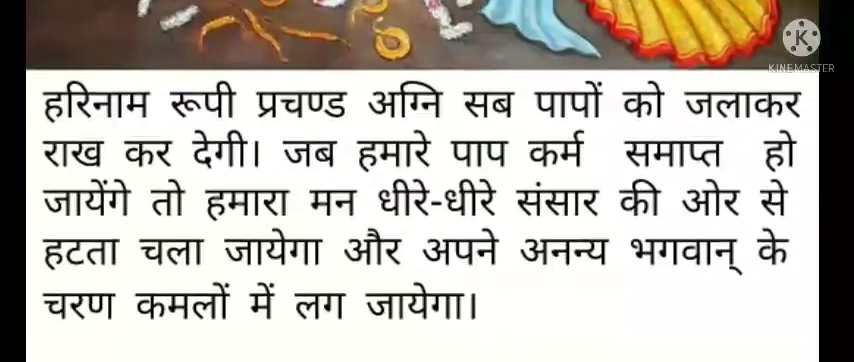 KINEMASTER
हरिनाम रूपी प्रचण्ड अग्नि सब पापों को जलाकर
राख कर देगी। जब हमारे पाप कर्म समाप्त हो
जायेंगे तो हमारा मन धीरे-धीरे संसार की ओर से
हटता चला जायेगा और अपने अनन्य भगवान् के
चरण कमलों में लग जायेगा।